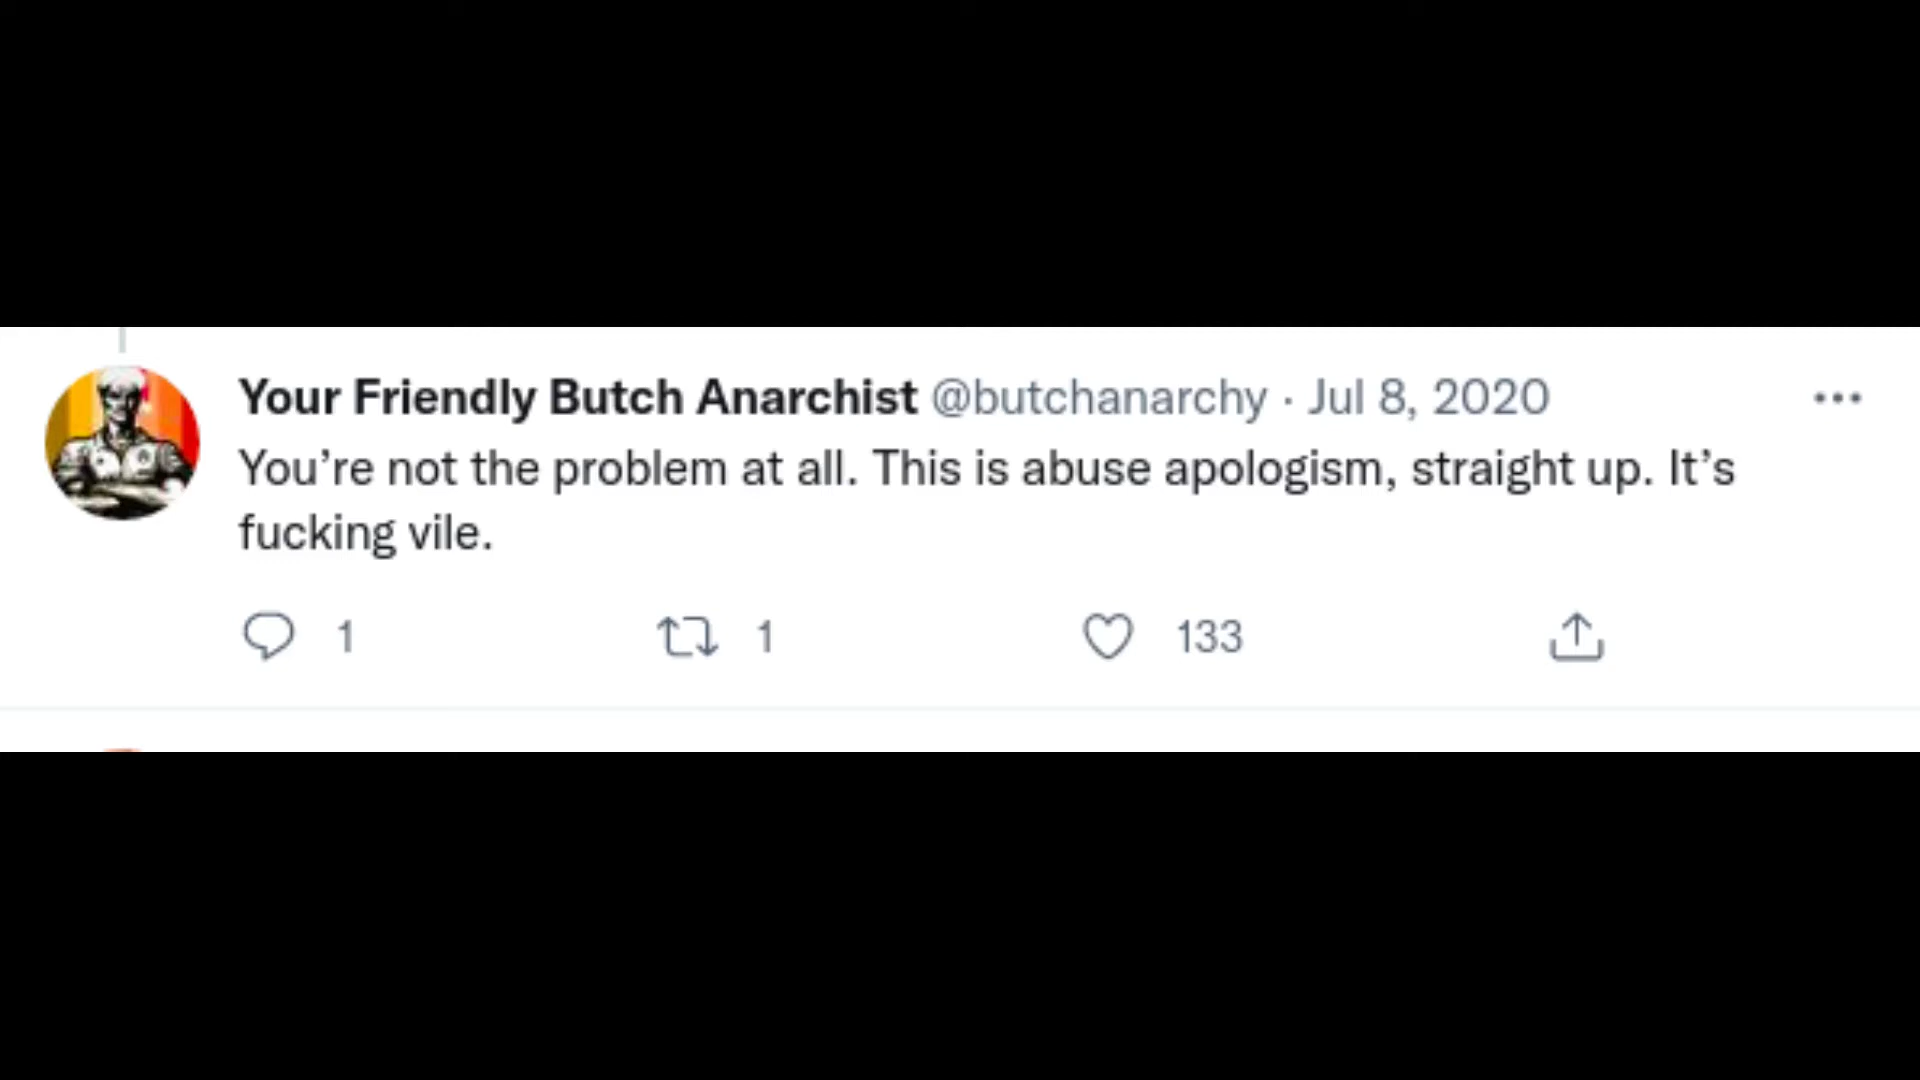 Your Friendly Butch Anarchist @butchanarchy · Jul 8, 2020
You’re not the problem at all. This is abuse apologism, straight up. It’s
fucking vile.
1 1 133